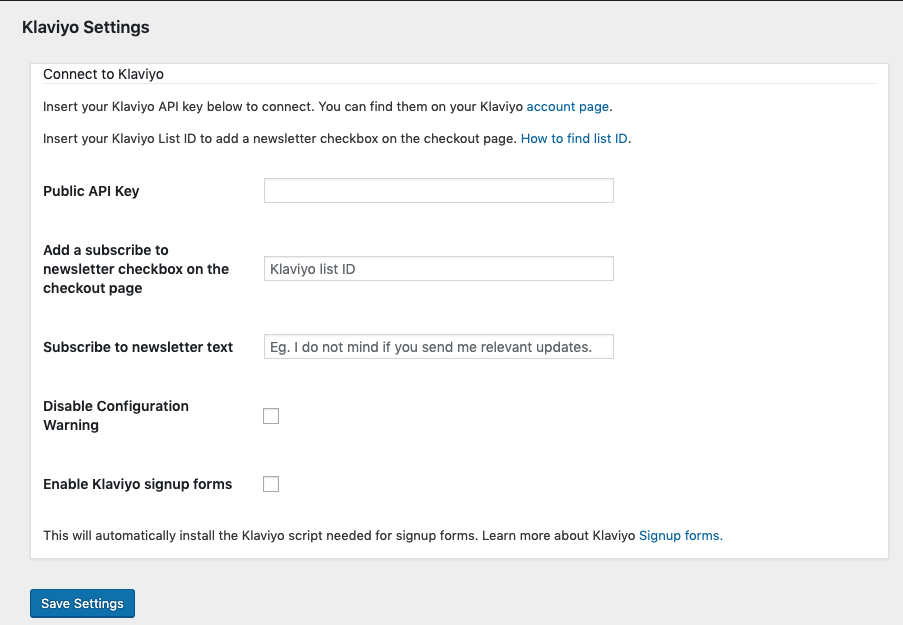 Klaviyo Settings
Connect to Klaviyo
Insert your Klaviyo API key below to connect. You can find them on your Klaviyo account page.
Insert your Klaviyo List ID to add a newsletter checkbox on the checkout page. How to find list ID.
Public API Key
Add a subscribe to
newsletter checkbox on the
checkout page
Klaviyo list ID
Subscribe to newsletter text
Eg. I do not mind if you send me relevant updates.
Disable Configuration
Warning
Enable Klaviyo signup forms
This will automatically install the Klaviyo script needed for signup forms. Learn more about Klaviyo Signup forms.
Save Settings